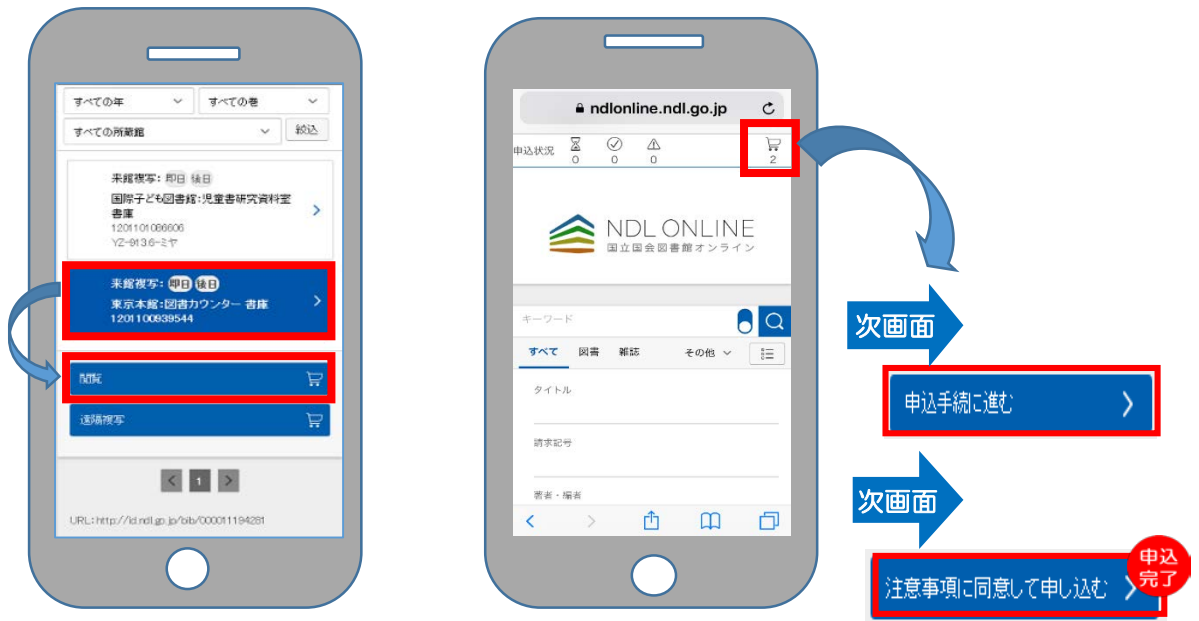 すべての年
すべての巻
すべての所蔵館
絞込
来館複写： 即日 後日
国際子ども図書館：児童書研究資料室
書庫
1201101086606
YZ-913.6-ミヤ
来館複写： 即日 後日
東京本館：図書カウンター 書庫
1201100939544
閲覧
遠隔複写
1
URL：http://id.ndl.go.jp/bib/000011194281
ndlonline.ndl.go.jp
申込状況 0 0 0 2
NDL ONLINE
国立国会図書館オンライン
キーワード
すべて 図書 雑誌 その他
タイトル
請求記号
著者・編者
次画面
申込手続に進む
次画面
注意事項に同意して申し込む
申込
完了